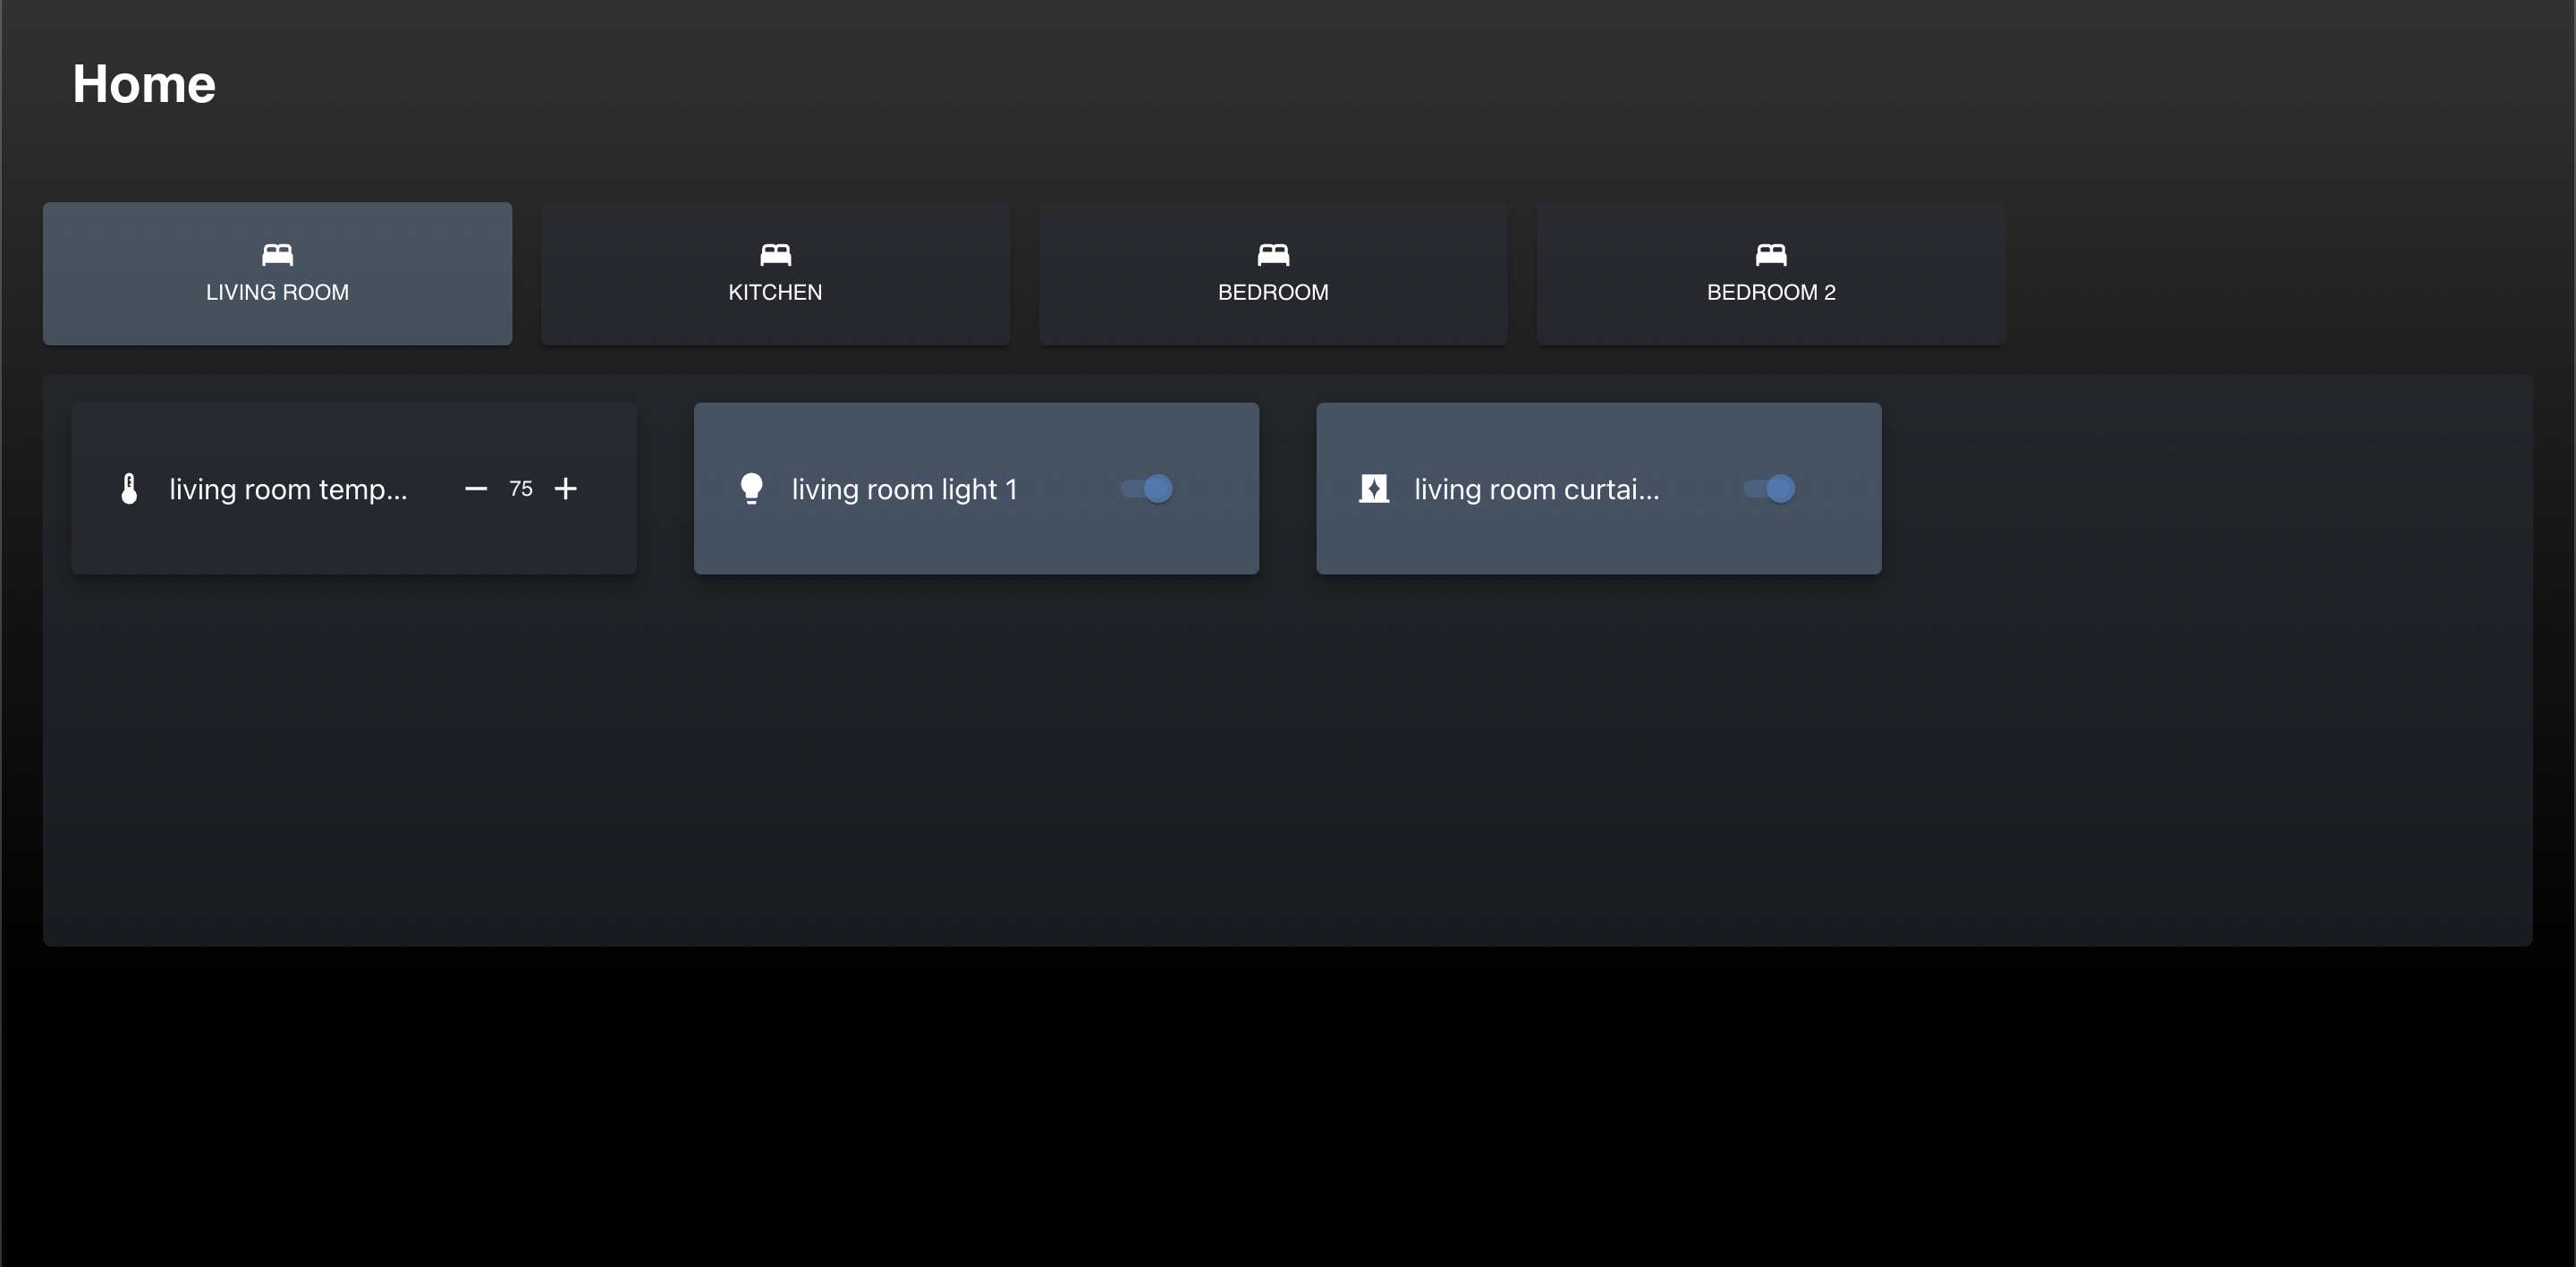 Home
LIVING ROOM
KITCHEN
BEDROOM
BEDROOM 2
living room temp...
75
living room light 1
living room curtai...